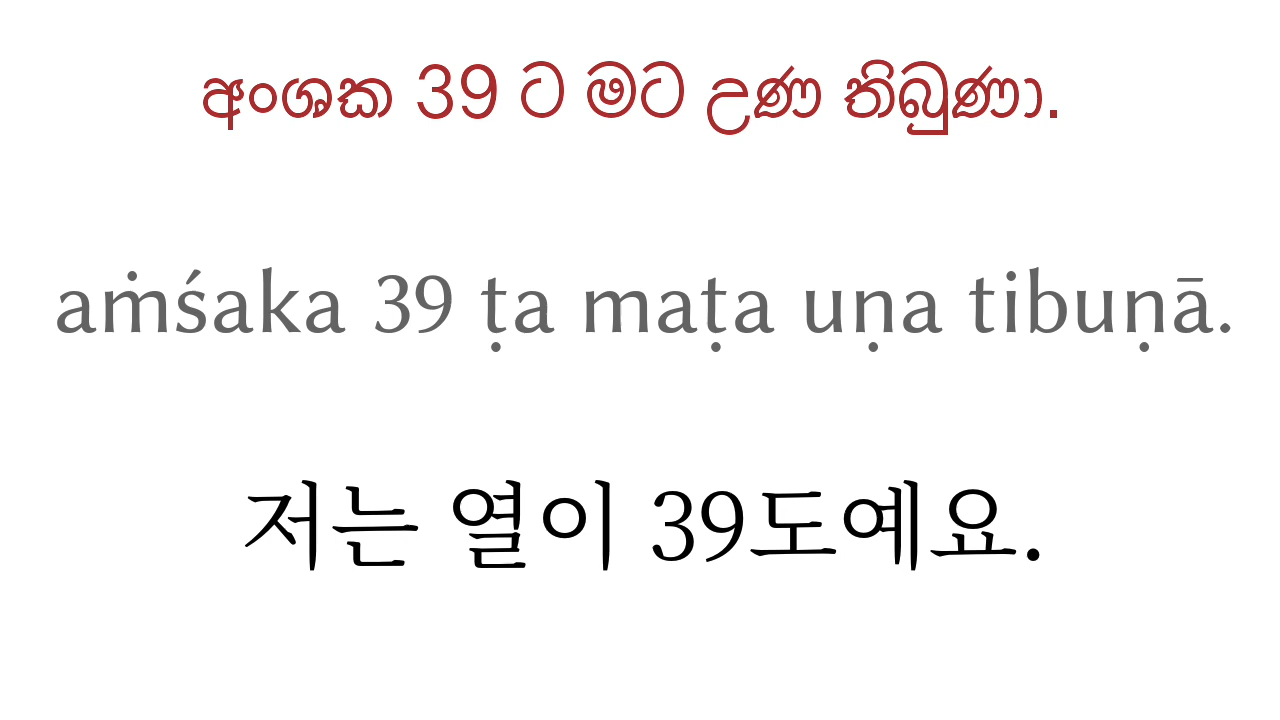 අංශක 39 ට මට උණ තිබුණා.
aṁśaka 39 ṭa maṭa uṇa tibuṇā.
저는 열이 39도예요.